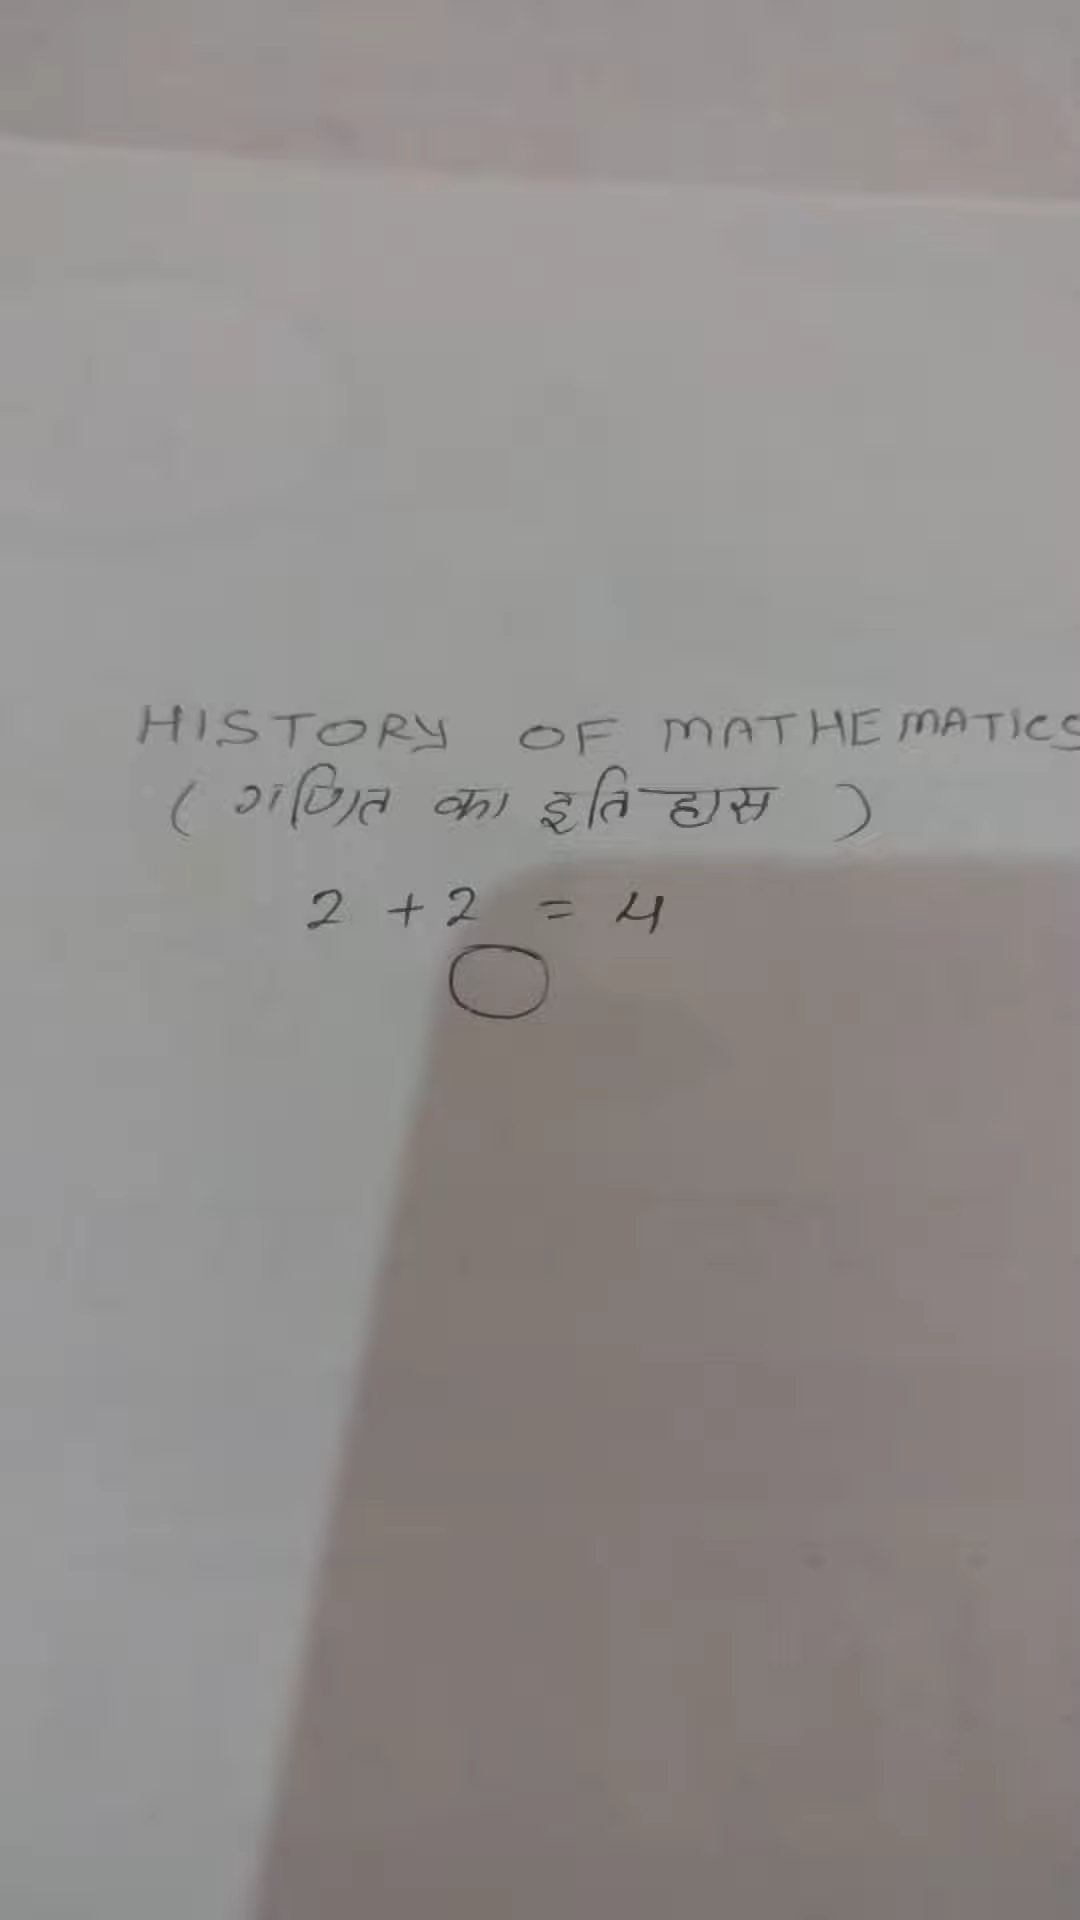 HISTORY OF MATHEMATICS
( गणित का इतिहास )
2 + 2 = 4